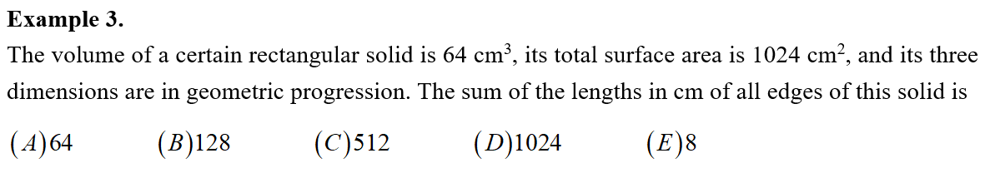 Example 3.
The volume of a certain rectangular solid is 64 cm³, its total surface area is 1024 cm², and its three
dimensions are in geometric progression. The sum of the lengths in cm of all edges of this solid is
(A)64 (B)128 (C)512 (D)1024 (E)8